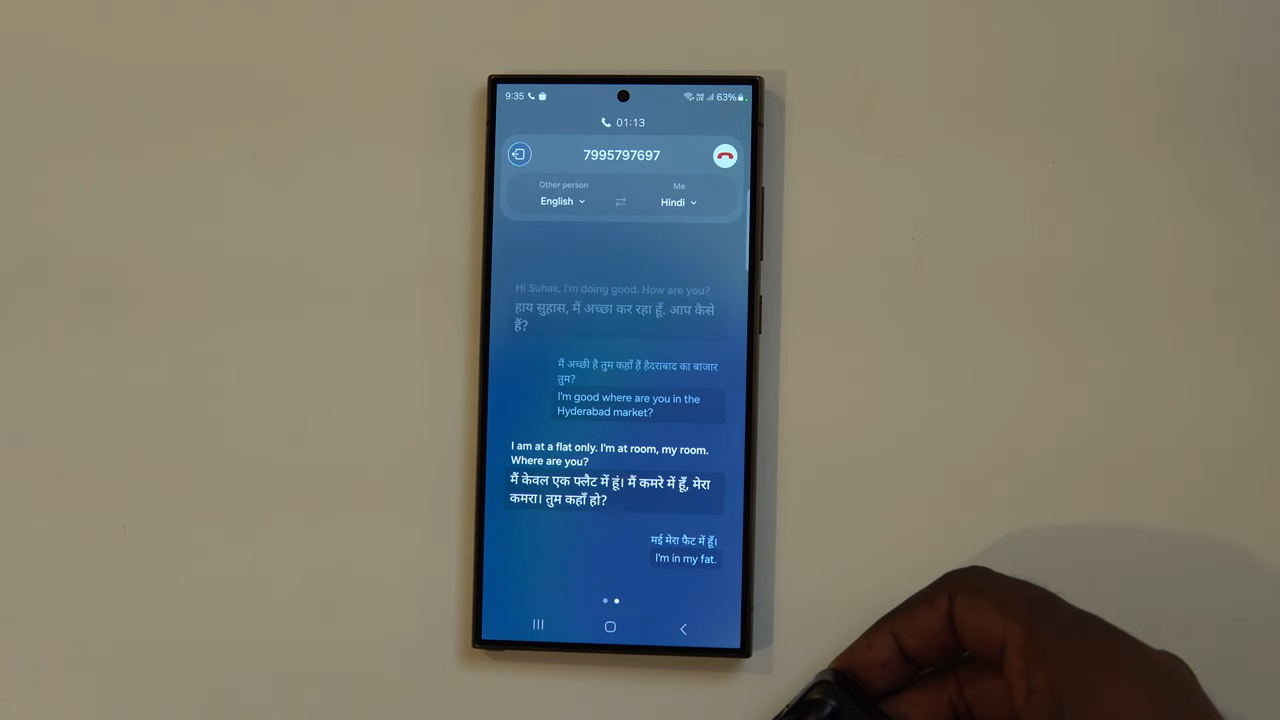 9:35 63%
01:13
7995797697
Other person Me
English Hindi
Hi Suhas, I'm doing good. How are you?
हाय सुहास, मैं अच्छा कर रहा हूँ. आप कैसे
हैं?
मैं अच्छी है तुम कहाँ हैं हैदराबाद का बाजार
तुम?
I'm good where are you in the
Hyderabad market?
I am at a flat only. I'm at room, my room.
Where are you?
मैं केवल एक फ्लैट में हूं। मैं कमरे में हूँ, मेरा
कमरा। तुम कहाँ हो?
मई मेरा फैट में हूँ।
I'm in my fat.